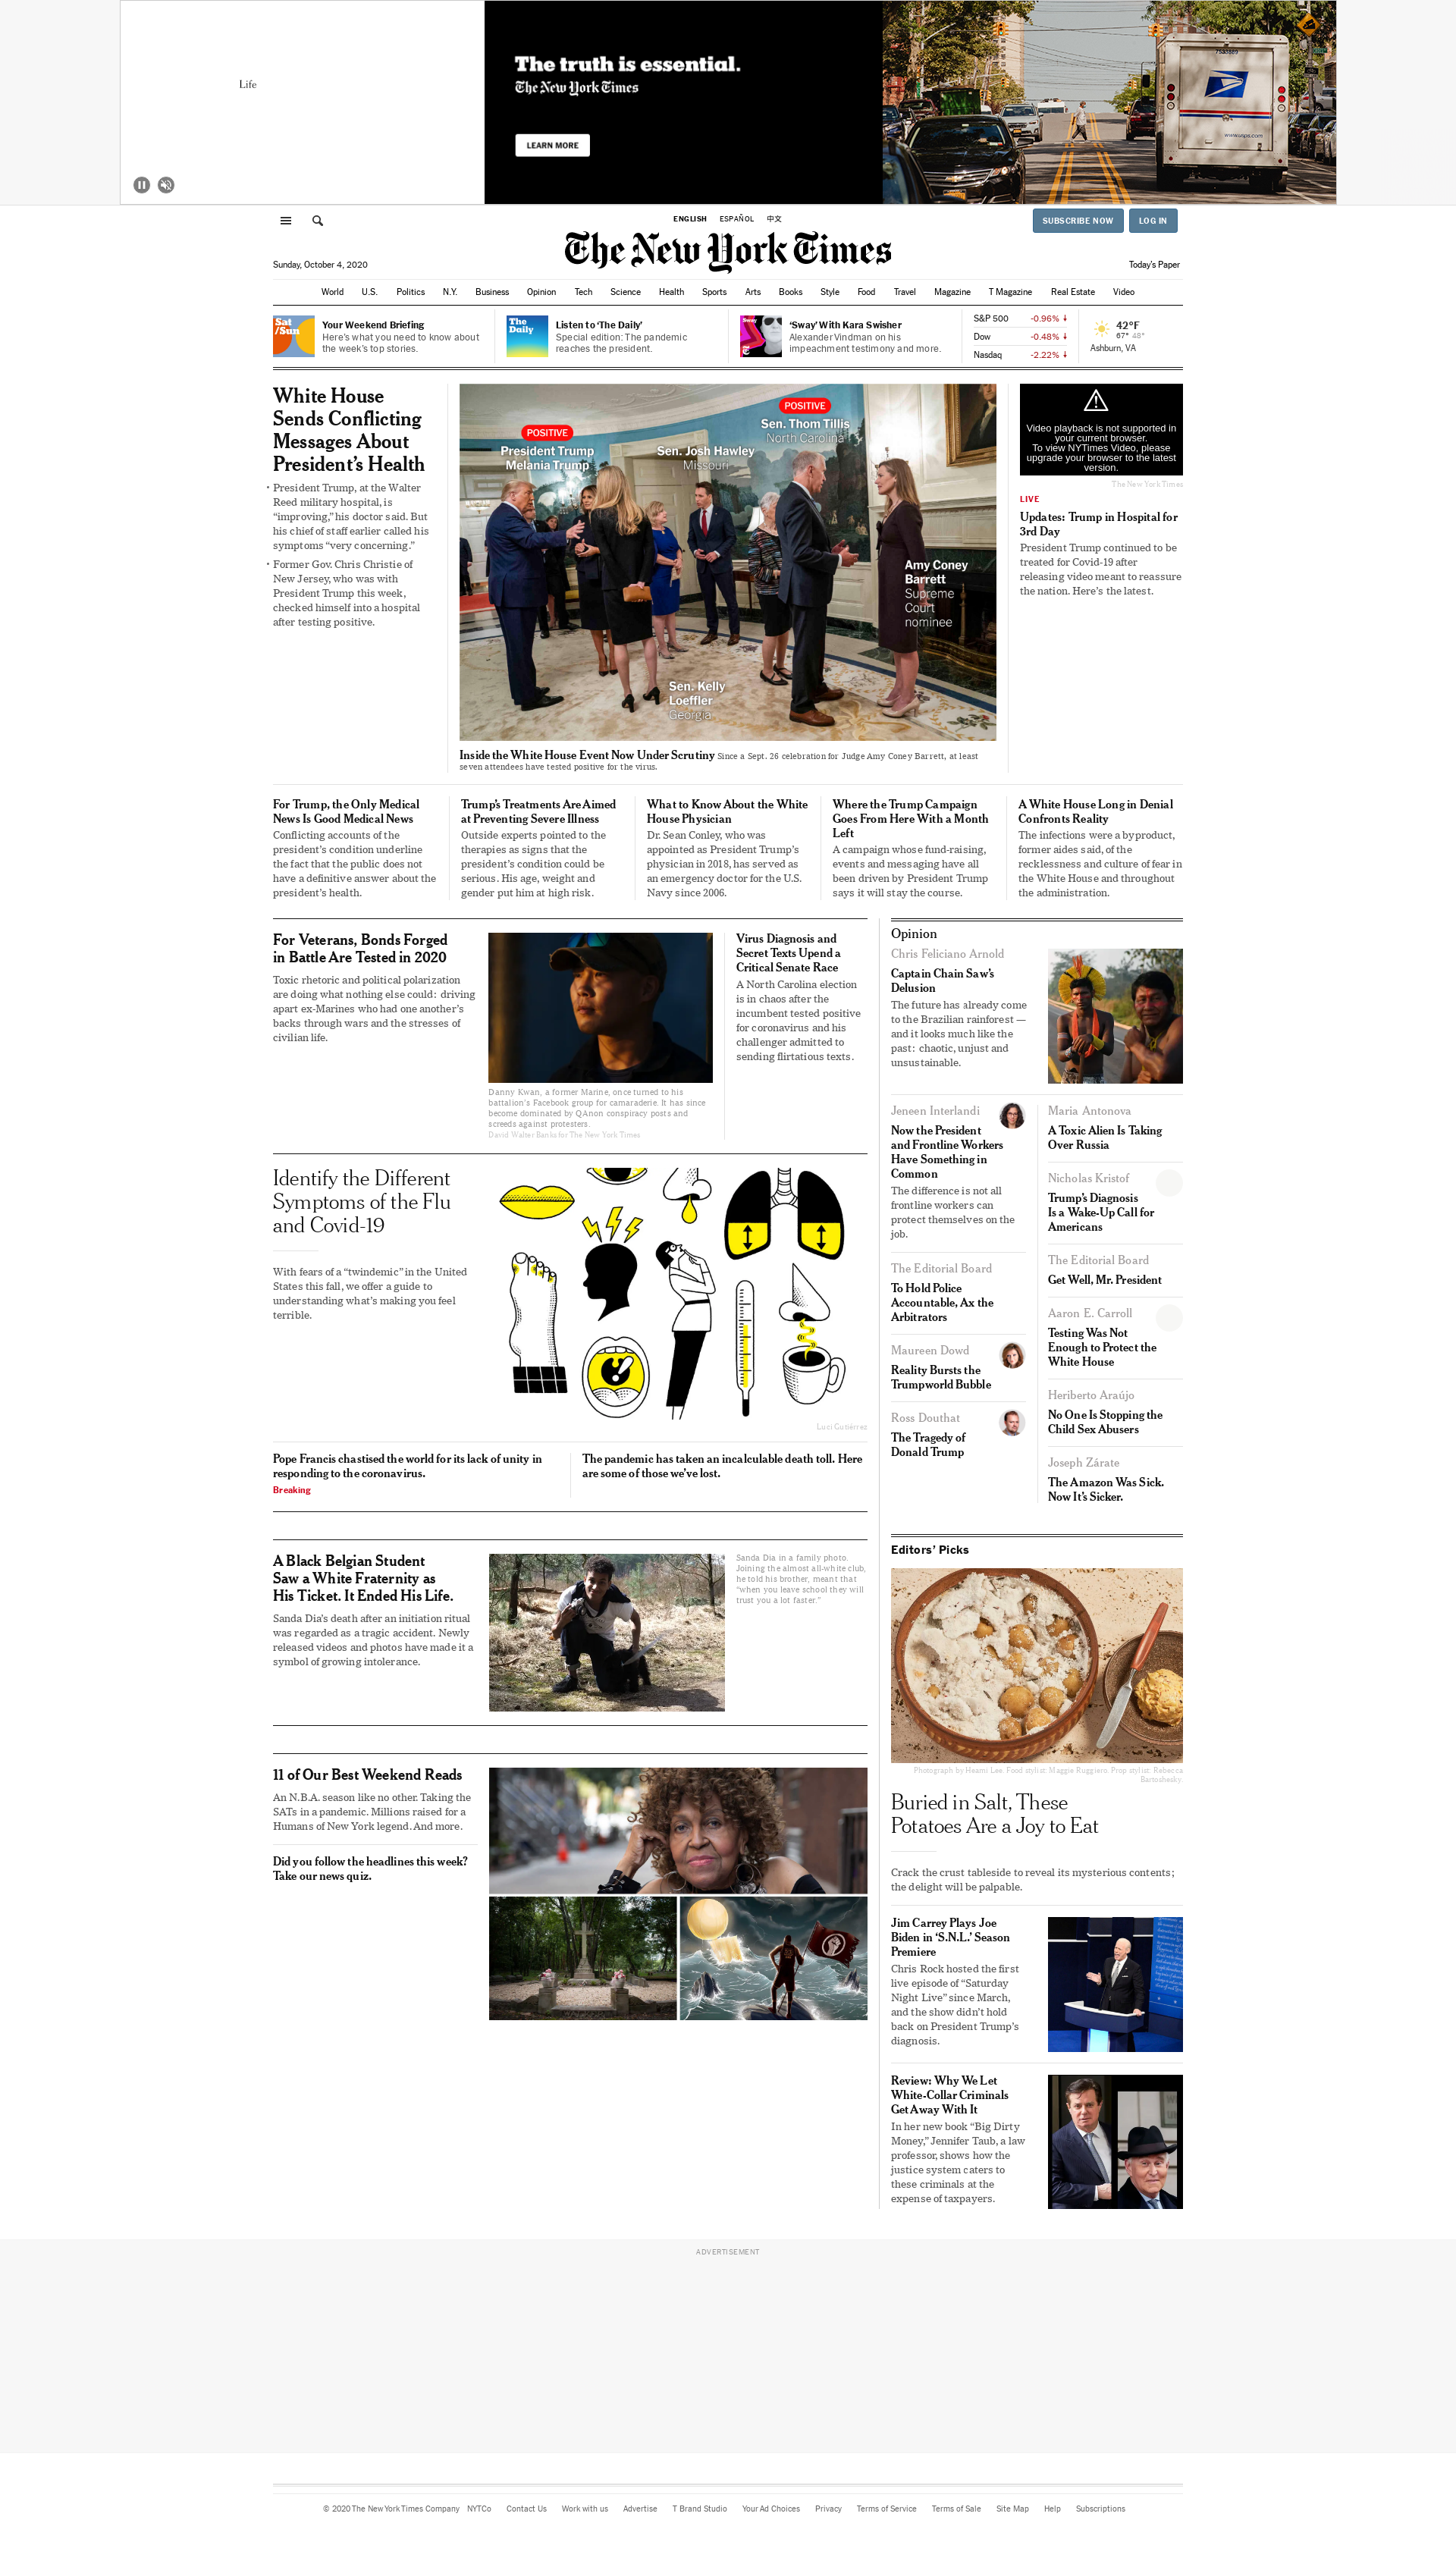 Life
The truth is essential.
The New York Times
LEARN MORE
www.usps.com
ENGLISH ESPAÑOL 中文
SUBSCRIBE NOW LOG IN
The New York Times
Sunday, October 4, 2020
Today's Paper
World U.S. Politics N.Y. Business Opinion Tech Science Health Sports Arts Books Style Food Travel Magazine T Magazine Real Estate Video
Sat
/Sun
Your Weekend Briefing
Here's what you need to know about
the week's top stories.
The
Daily
Listen to ‘The Daily’
Special edition: The pandemic
reaches the president.
Sway
‘Sway’ With Kara Swisher
Alexander Vindman on his
impeachment testimony and more.
S&P 500 -0.96%
Dow -0.48%
Nasdaq -2.22%
42°F
67° 48°
Ashburn, VA
White House
Sends Conflicting
Messages About
President’s Health
• President Trump, at the Walter
Reed military hospital, is
“improving,” his doctor said. But
his chief of staff earlier called his
symptoms “very concerning.”
• Former Gov. Chris Christie of
New Jersey, who was with
President Trump this week,
checked himself into a hospital
after testing positive.
POSITIVE
President Trump
Melania Trump
Sen. Josh Hawley
Missouri
POSITIVE
Sen. Thom Tillis
North Carolina
Amy Coney
Barrett
Supreme
Court
nominee
Sen. Kelly
Loeffler
Georgia
Inside the White House Event Now Under Scrutiny Since a Sept. 26 celebration for Judge Amy Coney Barrett, at least
seven attendees have tested positive for the virus.
Video playback is not supported in
your current browser.
To view NYTimes Video, please
upgrade your browser to the latest
version.
The New York Times
LIVE
Updates: Trump in Hospital for
3rd Day
President Trump continued to be
treated for Covid-19 after
releasing video meant to reassure
the nation. Here’s the latest.
For Trump, the Only Medical
News Is Good Medical News
Conflicting accounts of the
president’s condition underline
the fact that the public does not
have a definitive answer about the
president’s health.
Trump’s Treatments Are Aimed
at Preventing Severe Illness
Outside experts pointed to the
therapies as signs that the
president’s condition could be
serious. His age, weight and
gender put him at high risk.
What to Know About the White
House Physician
Dr. Sean Conley, who was
appointed as President Trump’s
physician in 2018, has served as
an emergency doctor for the U.S.
Navy since 2006.
Where the Trump Campaign
Goes From Here With a Month
Left
A campaign whose fund-raising,
events and messaging have all
been driven by President Trump
says it will stay the course.
A White House Long in Denial
Confronts Reality
The infections were a byproduct,
former aides said, of the
recklessness and culture of fear in
the White House and throughout
the administration.
For Veterans, Bonds Forged
in Battle Are Tested in 2020
Toxic rhetoric and political polarization
are doing what nothing else could: driving
apart ex-Marines who had one another’s
backs through wars and the stresses of
civilian life.
Danny Kwan, a former Marine, once turned to his
battalion’s Facebook group for camaraderie. It has since
become dominated by QAnon conspiracy posts and
screeds against protesters.
David Walter Banks for The New York Times
Virus Diagnosis and
Secret Texts Upend a
Critical Senate Race
A North Carolina election
is in chaos after the
incumbent tested positive
for coronavirus and his
challenger admitted to
sending flirtatious texts.
Identify the Different
Symptoms of the Flu
and Covid-19
With fears of a “twindemic” in the United
States this fall, we offer a guide to
understanding what’s making you feel
terrible.
Luci Gutiérrez
Pope Francis chastised the world for its lack of unity in
responding to the coronavirus.
Breaking
The pandemic has taken an incalculable death toll. Here
are some of those we’ve lost.
A Black Belgian Student
Saw a White Fraternity as
His Ticket. It Ended His Life.
Sanda Dia’s death after an initiation ritual
was regarded as a tragic accident. Newly
released videos and photos have made it a
symbol of growing intolerance.
Sanda Dia in a family photo.
Joining the almost all-white club,
he told his brother, meant that
“when you leave school they will
trust you a lot faster.”
11 of Our Best Weekend Reads
An N.B.A. season like no other. Taking the
SATs in a pandemic. Millions raised for a
Humans of New York legend. And more.
Did you follow the headlines this week?
Take our news quiz.
Opinion
Chris Feliciano Arnold
Captain Chain Saw’s
Delusion
The future has already come
to the Brazilian rainforest —
and it looks much like the
past: chaotic, unjust and
unsustainable.
Jeneen Interlandi
Now the President
and Frontline Workers
Have Something in
Common
The difference is not all
frontline workers can
protect themselves on the
job.
The Editorial Board
To Hold Police
Accountable, Ax the
Arbitrators
Maureen Dowd
Reality Bursts the
Trumpworld Bubble
Ross Douthat
The Tragedy of
Donald Trump
Maria Antonova
A Toxic Alien Is Taking
Over Russia
Nicholas Kristof
Trump’s Diagnosis
Is a Wake-Up Call for
Americans
The Editorial Board
Get Well, Mr. President
Aaron E. Carroll
Testing Was Not
Enough to Protect the
White House
Heriberto Araújo
No One Is Stopping the
Child Sex Abusers
Joseph Zárate
The Amazon Was Sick.
Now It’s Sicker.
Editors’ Picks
Photograph by Heami Lee. Food stylist: Maggie Ruggiero. Prop stylist: Rebecca
Bartoshesky.
Buried in Salt, These
Potatoes Are a Joy to Eat
Crack the crust tableside to reveal its mysterious contents;
the delight will be palpable.
Jim Carrey Plays Joe
Biden in ‘S.N.L.’ Season
Premiere
Chris Rock hosted the first
live episode of “Saturday
Night Live” since March,
and the show didn’t hold
back on President Trump’s
diagnosis.
Review: Why We Let
White-Collar Criminals
Get Away With It
In her new book “Big Dirty
Money,” Jennifer Taub, a law
professor, shows how the
justice system caters to
these criminals at the
expense of taxpayers.
ADVERTISEMENT
© 2020 The New York Times Company NYTCo Contact Us Work with us Advertise T Brand Studio Your Ad Choices Privacy Terms of Service Terms of Sale Site Map Help Subscriptions